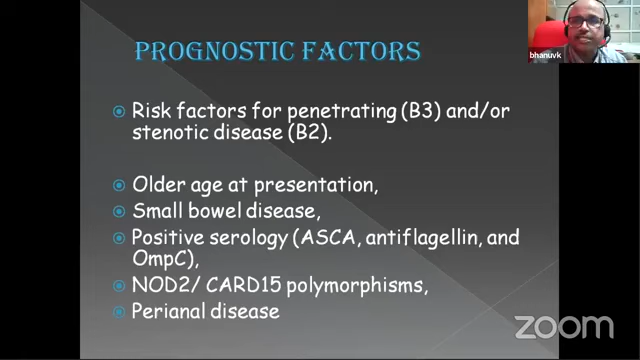 bhanuvk
PROGNOSTIC FACTORS
Risk factors for penetrating (B3) and/or
stenotic disease (B2).
Older age at presentation,
Small bowel disease,
Positive serology (ASCA, antiflagellin, and
OmpC),
NOD2/ CARD15 polymorphisms,
Perianal disease
zoom